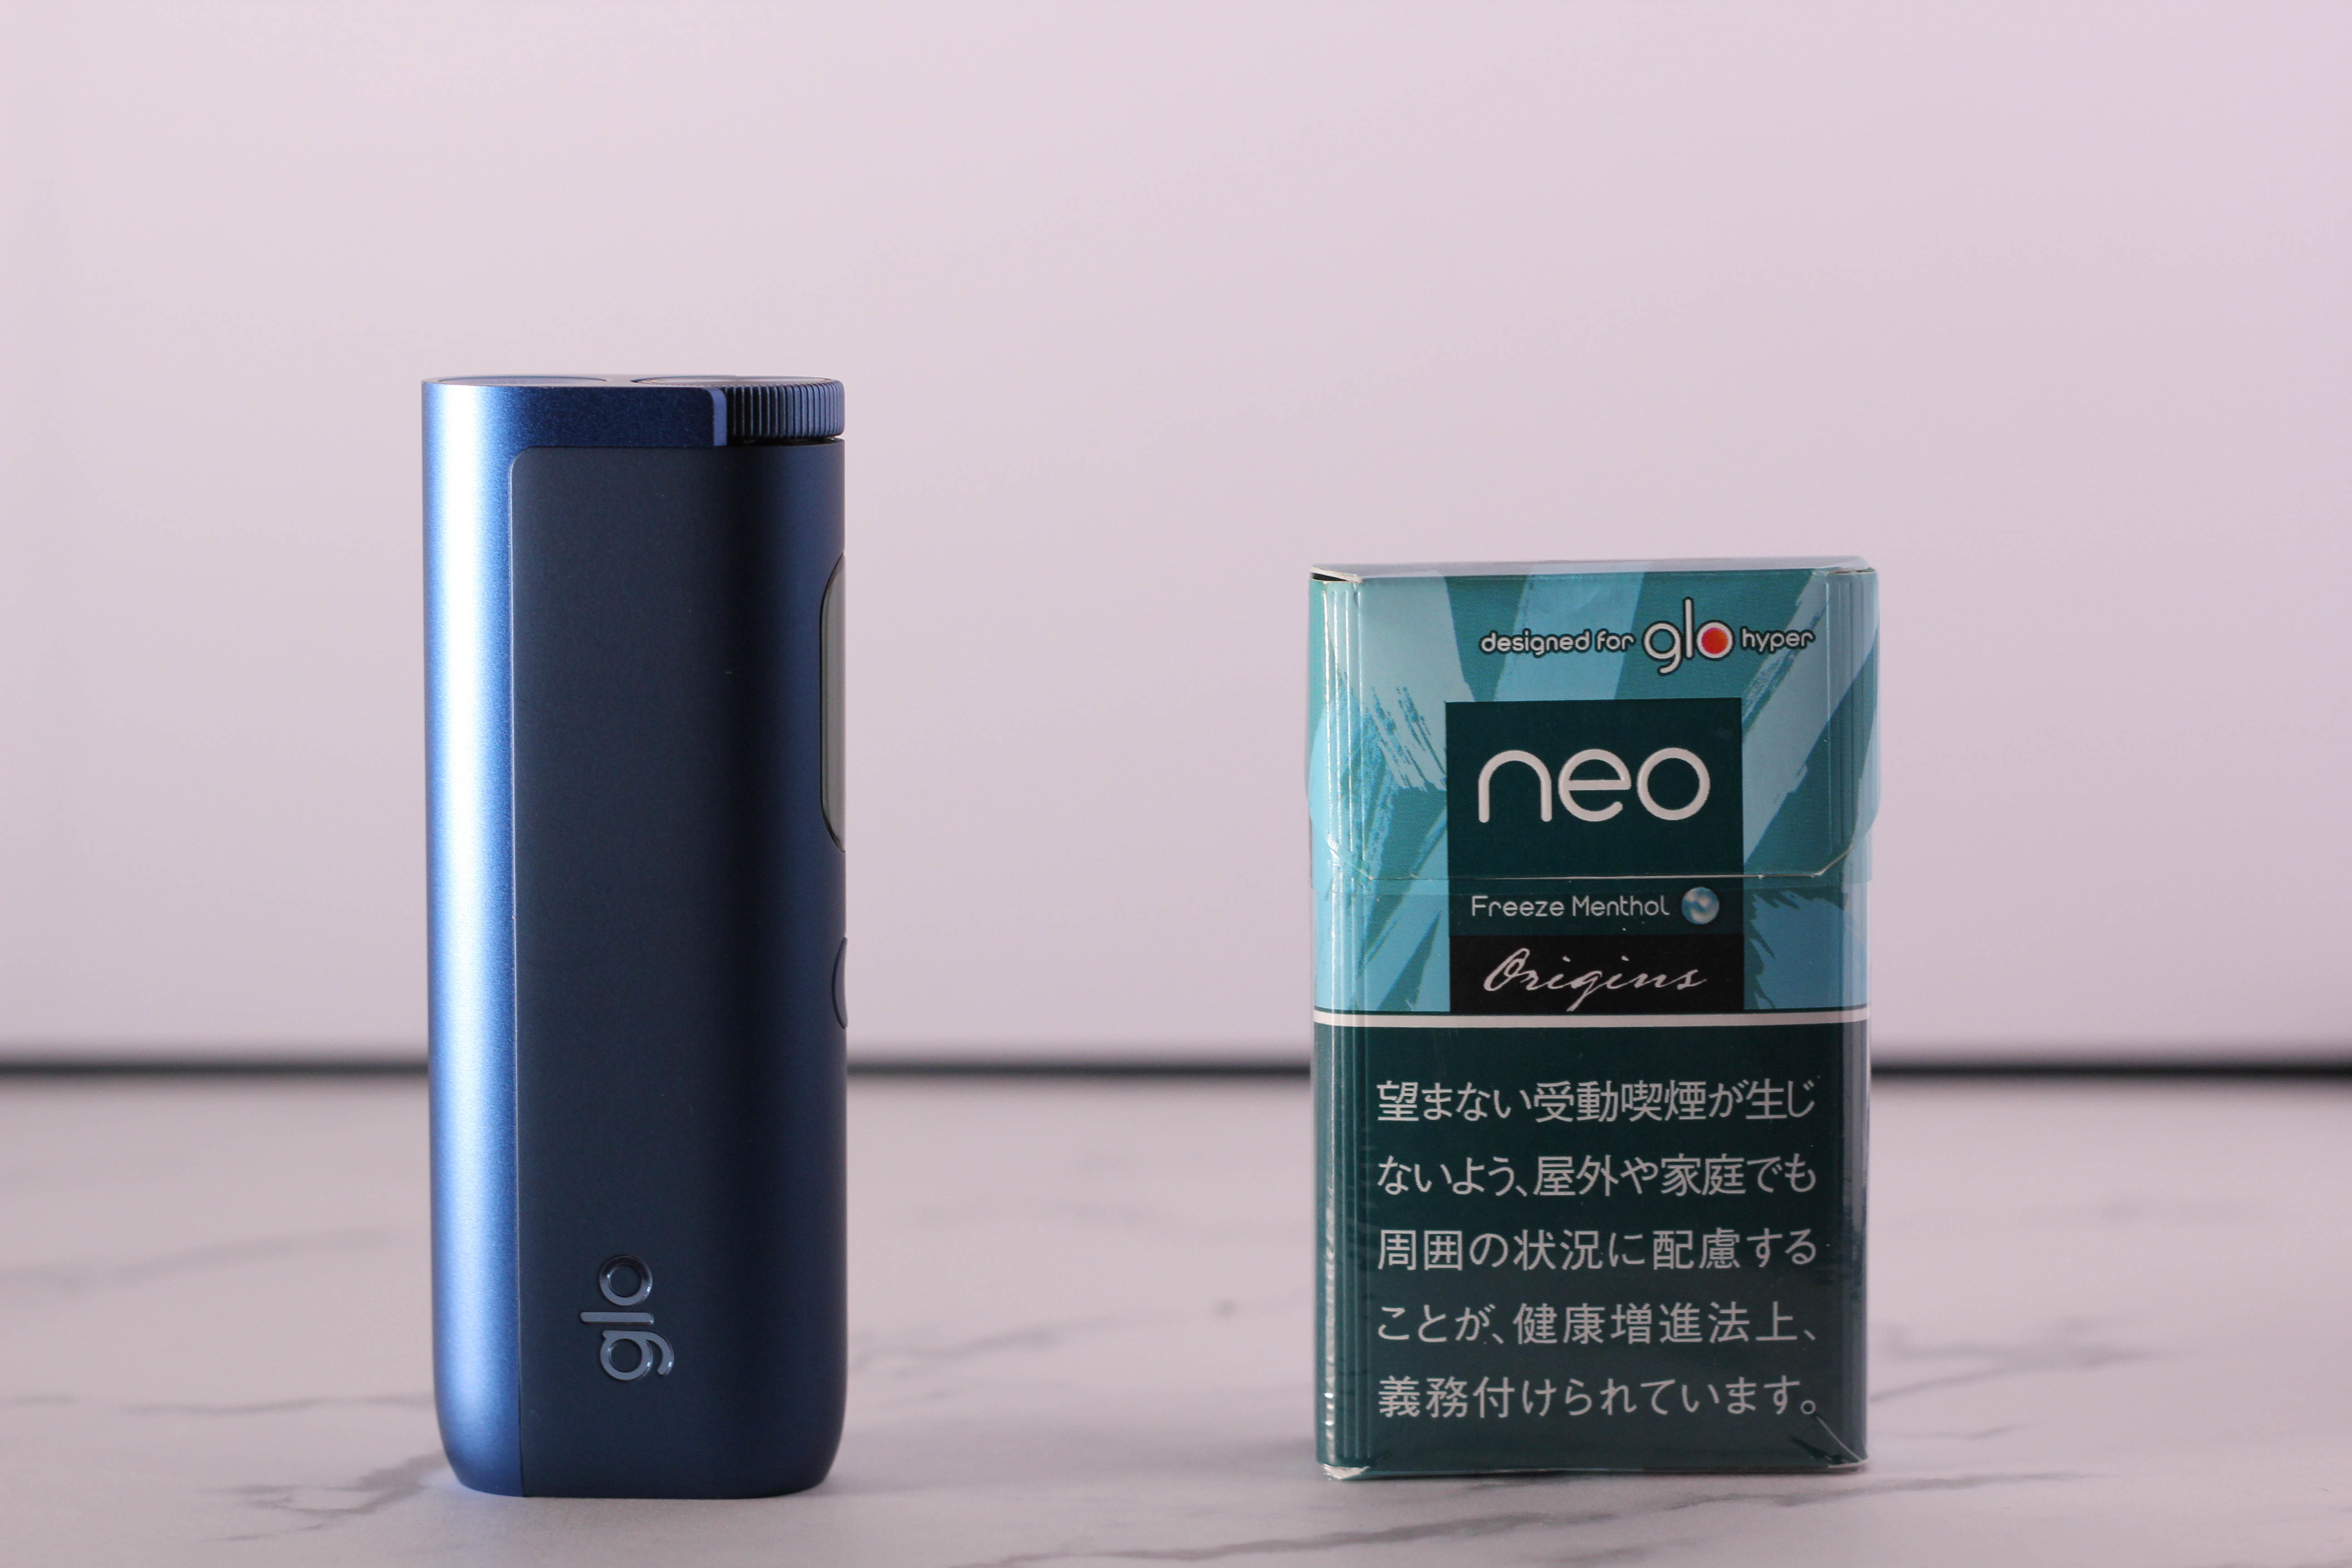 glo
designed for glo hyper
neo
Freeze Menthol
Origins
望まない受動喫煙が生じ
ないよう、屋外や家庭でも
周囲の状況に配慮する
ことが、健康増進法上、
義務付けられています。